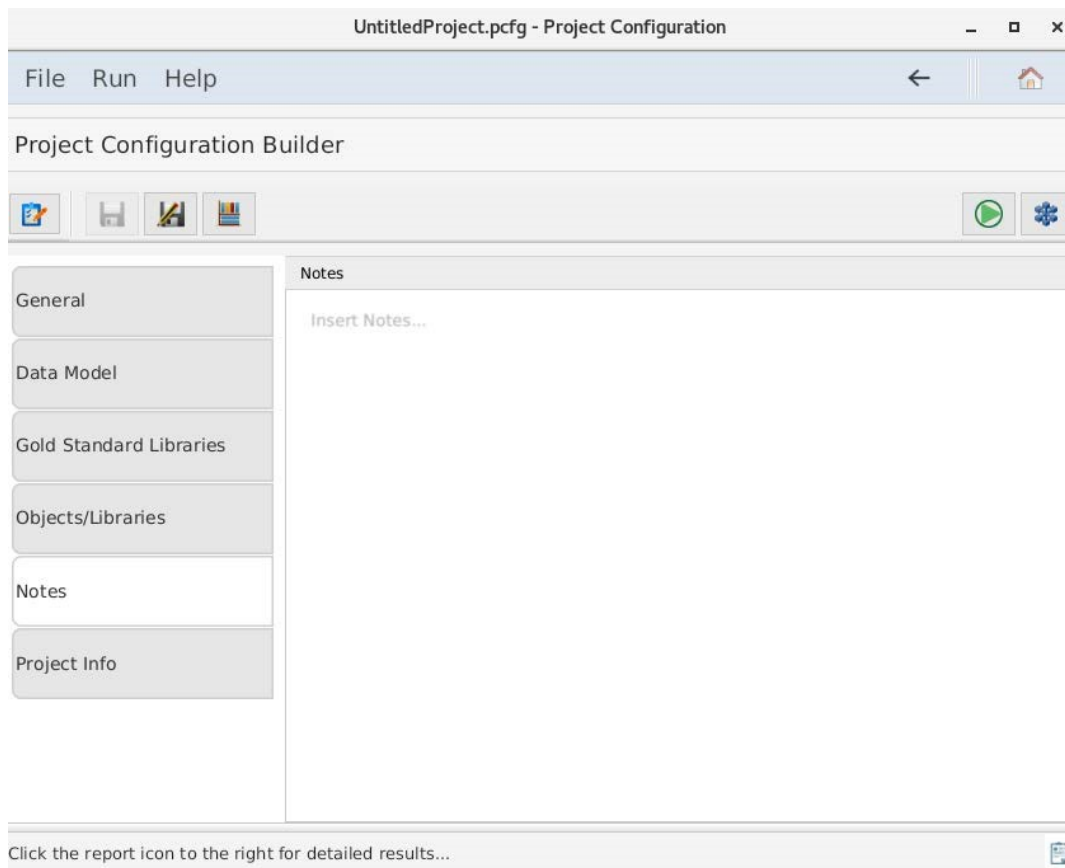 UntitledProject.pcfg - Project Configuration
File Run Help
Project Configuration Builder
General
Data Model
Gold Standard Libraries
Objects/Libraries
Notes
Project Info
Notes
Insert Notes...
Click the report icon to the right for detailed results...